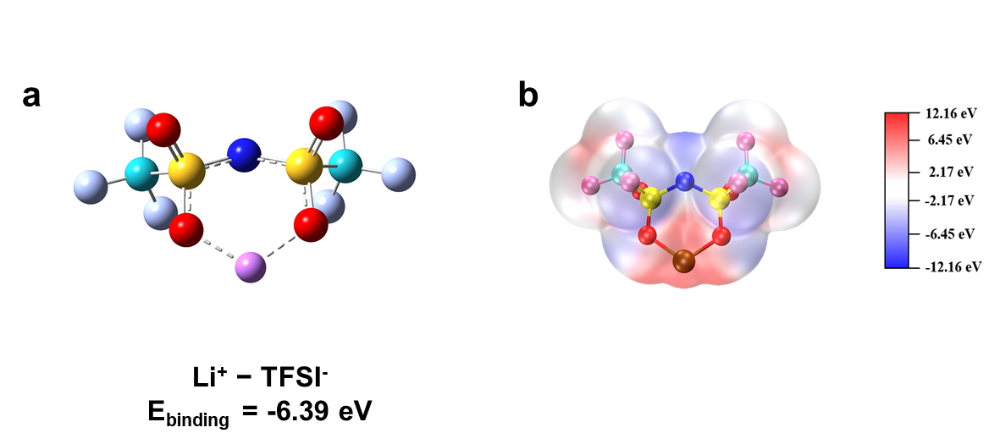 a
b
12.16 eV
6.45 eV
2.17 eV
-2.17 eV
-6.45 eV
-12.16 eV
Li⁺ – TFSI⁻
E_binding = -6.39 eV